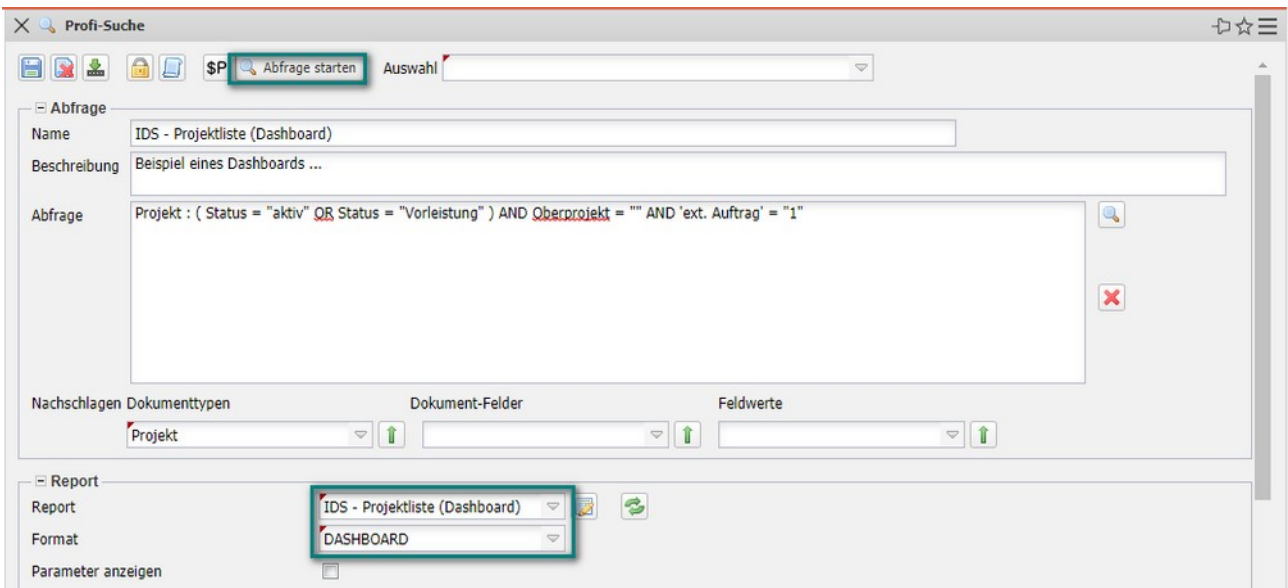 Profi-Suche
$P Abfrage starten Auswahl
Abfrage
Name IDS - Projektliste (Dashboard)
Beschreibung Beispiel eines Dashboards ...
Abfrage Projekt : ( Status = "aktiv" OR Status = "Vorleistung" ) AND Oberprojekt = "" AND 'ext. Auftrag' = "1"
Nachschlagen Dokumenttypen Dokument-Felder Feldwerte
Projekt
Report
Report IDS - Projektliste (Dashboard)
Format DASHBOARD
Parameter anzeigen